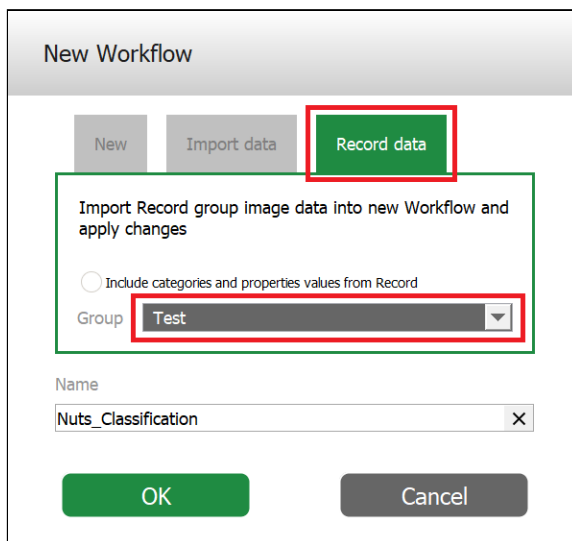 New Workflow
New Import data Record data
Import Record group image data into new Workflow and
apply changes
Include categories and properties values from Record
Group Test
Name
Nuts_Classification
OK Cancel